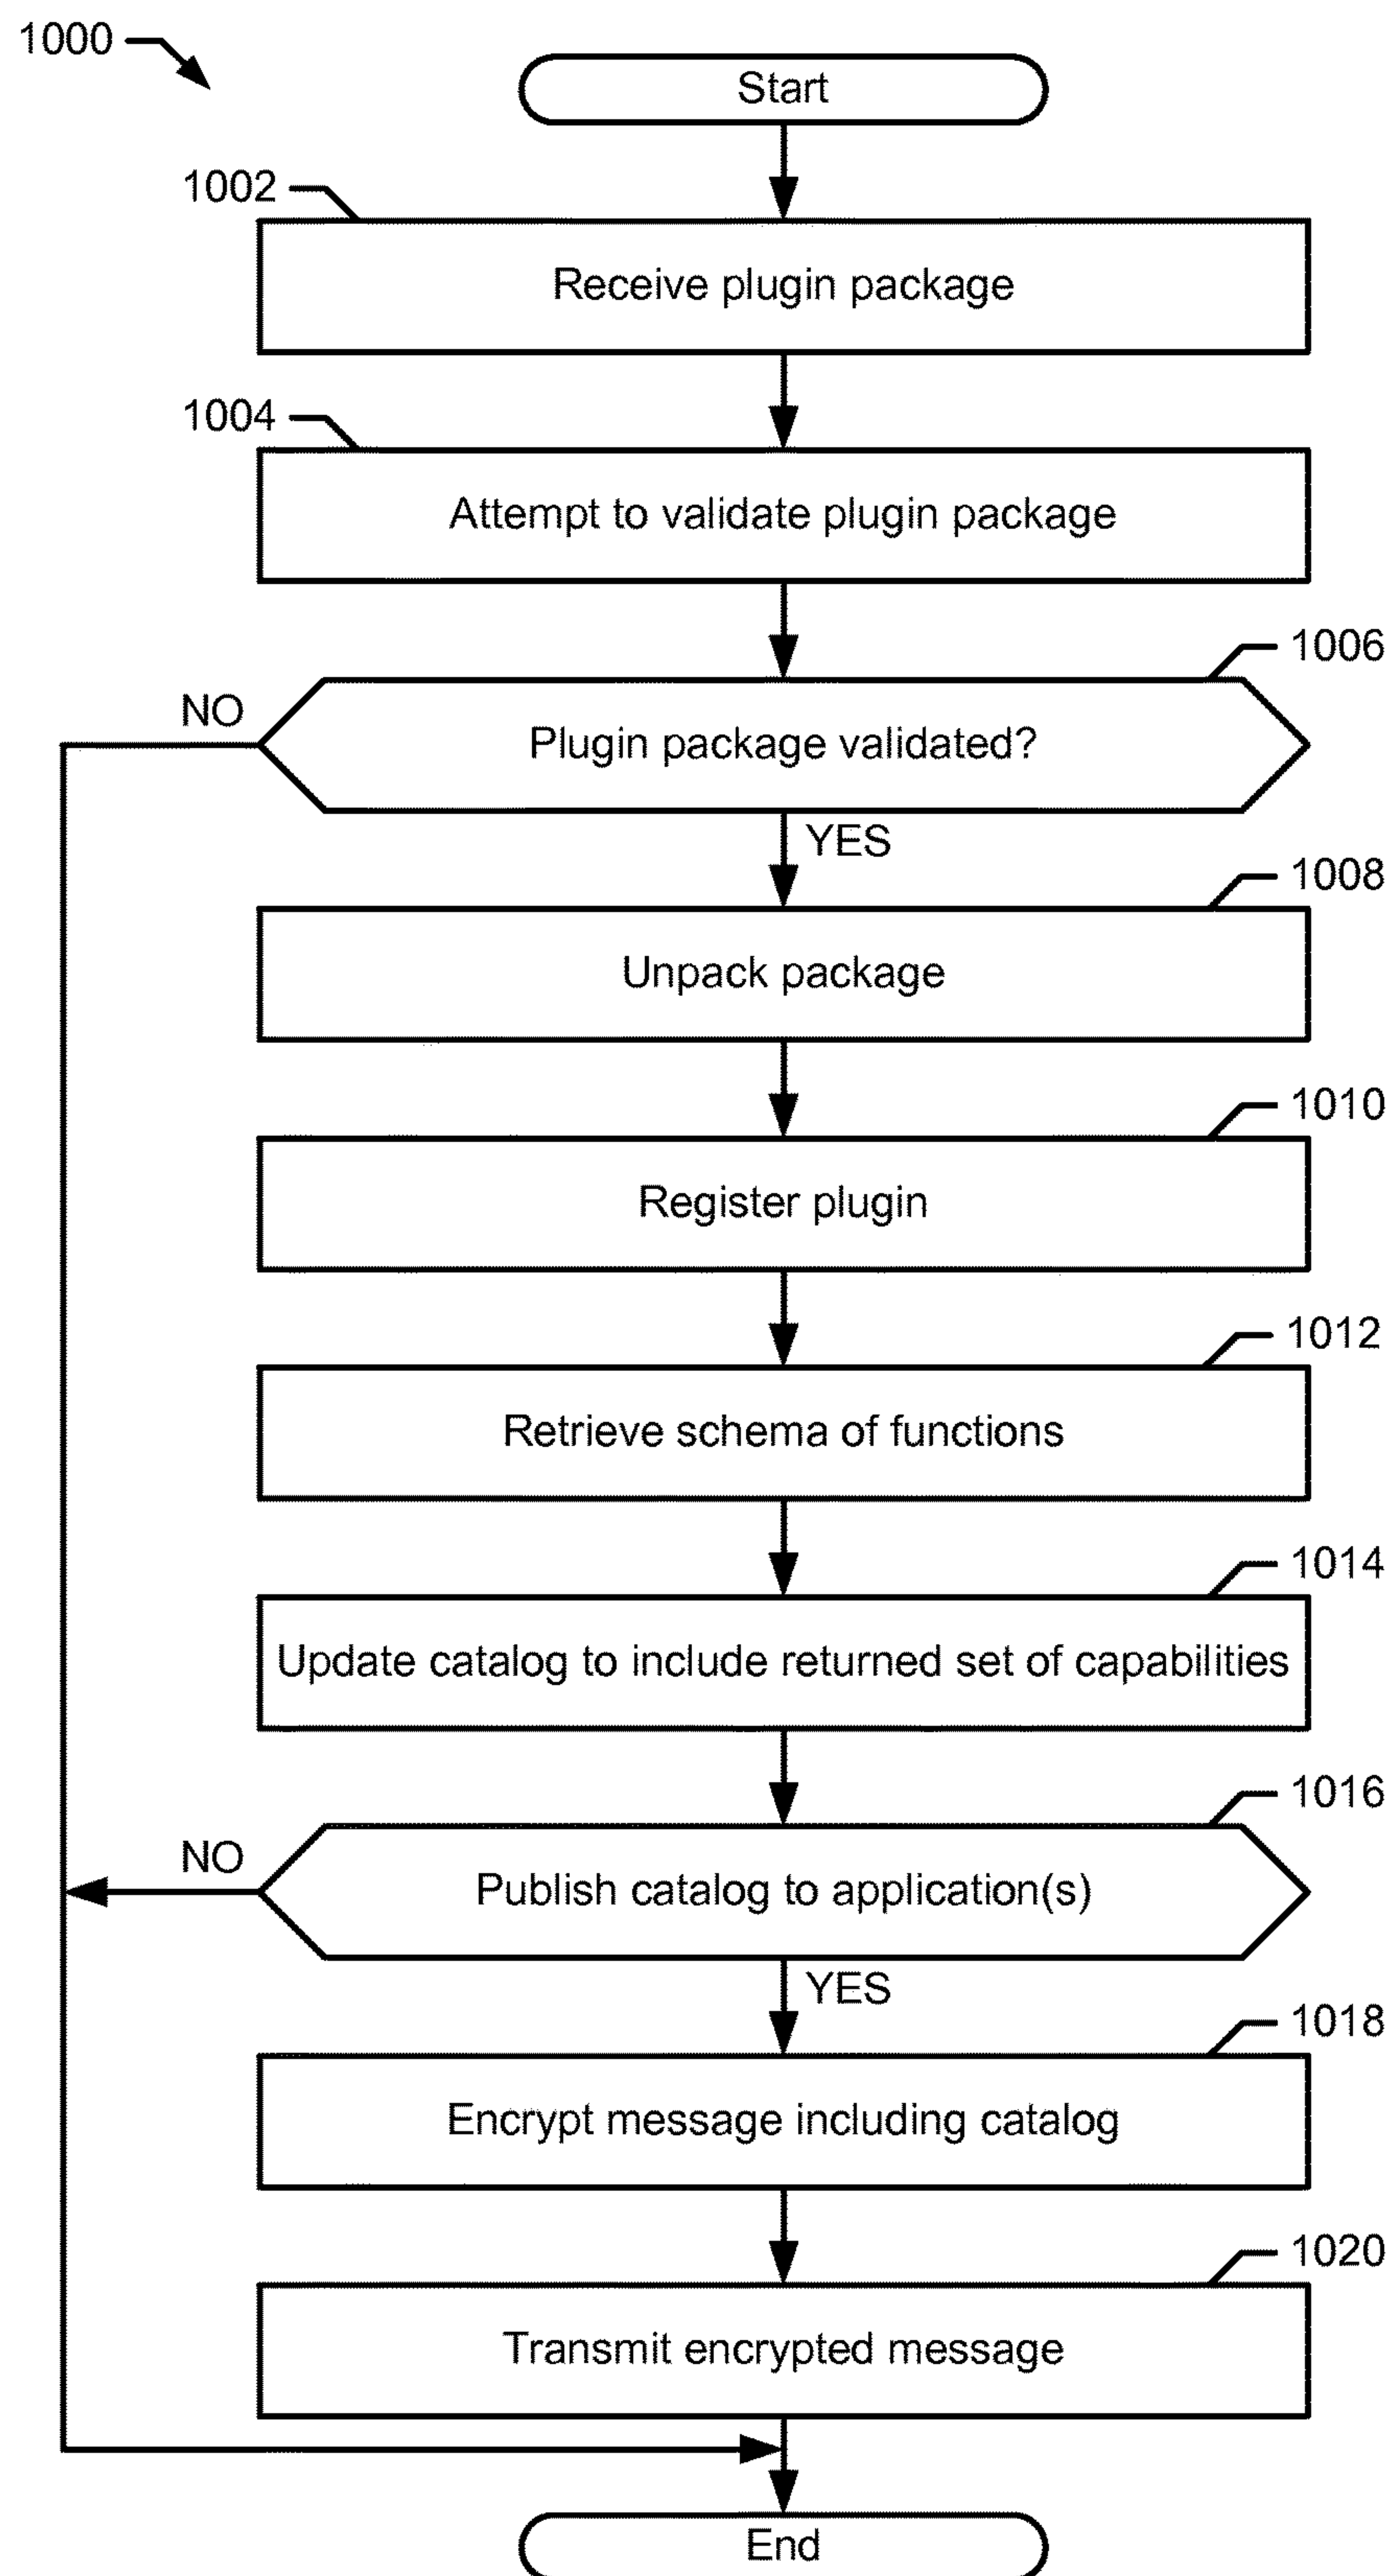 1000
Start
1002
Receive plugin package
1004
Attempt to validate plugin package
1006
NO
Plugin package validated?
YES
1008
Unpack package
1010
Register plugin
1012
Retrieve schema of functions
1014
Update catalog to include returned set of capabilities
1016
NO
Publish catalog to application(s)
YES
1018
Encrypt message including catalog
1020
Transmit encrypted message
End